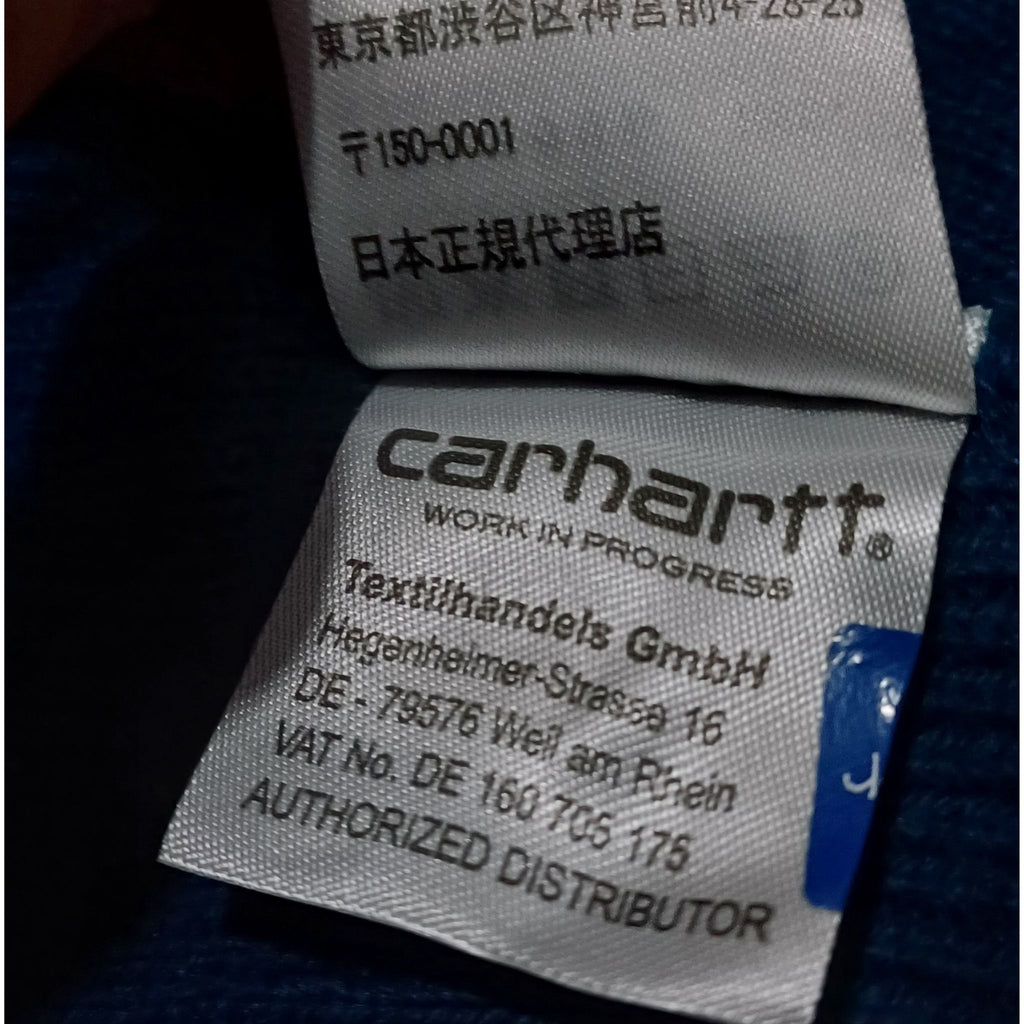 東京都渋谷区神宮前4-28-25
〒150-0001
日本正規代理店
carhartt®
WORK IN PROGRESS
Textilhandels GmbH
Hegenheimer-Strasse 16
DE - 79576 Weil am Rhein
VAT No. DE 160 705 175
AUTHORIZED DISTRIBUTOR